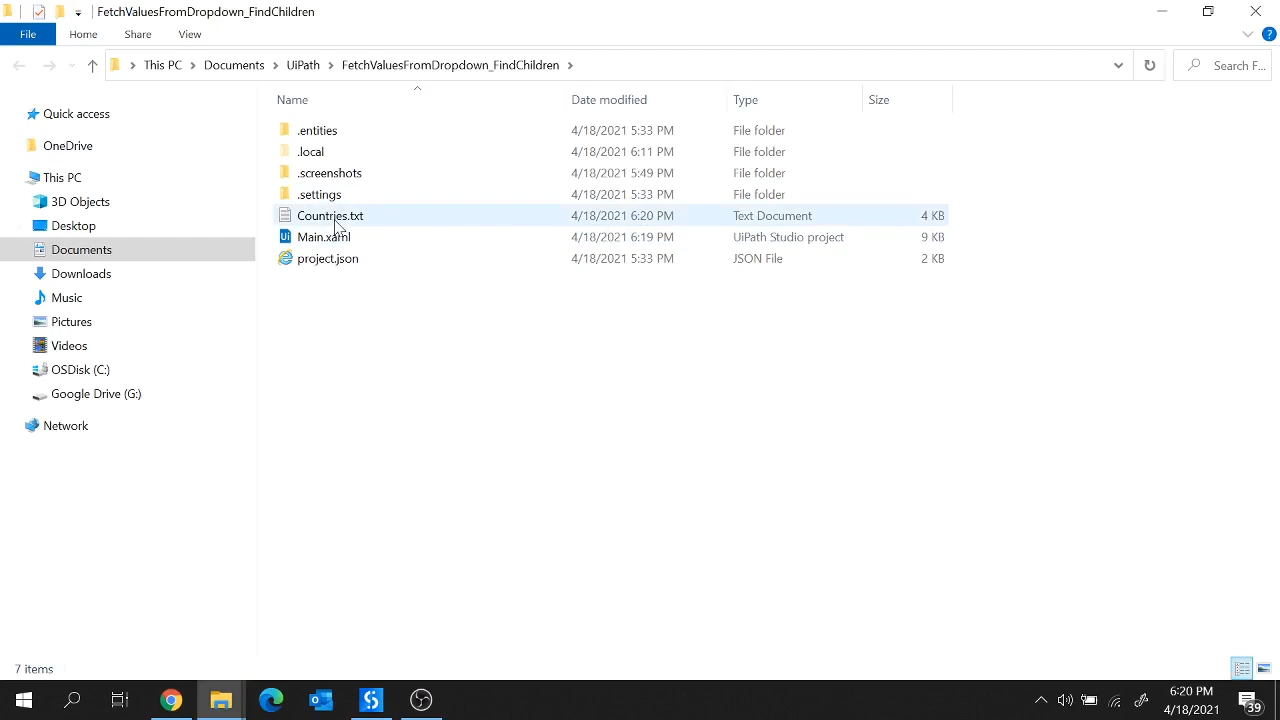 FetchValuesFromDropdown_FindChildren
File Home Share View
This PC Documents UiPath FetchValuesFromDropdown_FindChildren Search F...
Name Date modified Type Size
Quick access
OneDrive
This PC
3D Objects
Desktop
Documents
Downloads
Music
Pictures
Videos
OSDisk (C:)
Google Drive (G:)
Network
.entities 4/18/2021 5:33 PM File folder
.local 4/18/2021 6:11 PM File folder
.screenshots 4/18/2021 5:49 PM File folder
.settings 4/18/2021 5:33 PM File folder
Countries.txt 4/18/2021 6:20 PM Text Document 4 KB
Main.xaml 4/18/2021 6:19 PM UiPath Studio project 9 KB
project.json 4/18/2021 5:33 PM JSON File 2 KB
7 items
6:20 PM
4/18/2021
39